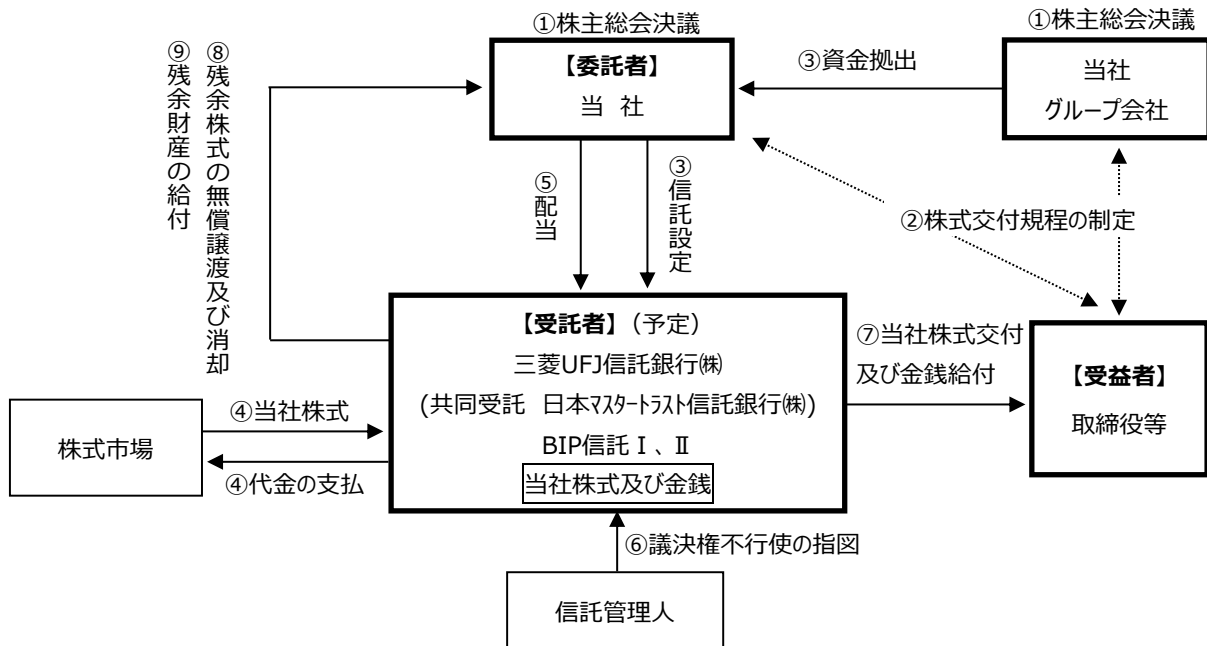 ①株主総会決議
【委託者】
当 社
③資金拠出
①株主総会決議
当社
グループ会社
⑨残余財産の給付
⑧残余株式の無償譲渡及び消却
⑤配当
③信託設定
②株式交付規程の制定
【受託者】(予定)
三菱UFJ信託銀行㈱
(共同受託 日本マスタートラスト信託銀行㈱)
BIP信託Ⅰ、Ⅱ
当社株式及び金銭
⑦当社株式交付
及び金銭給付
【受益者】
取締役等
株式市場
④当社株式
④代金の支払
⑥議決権不行使の指図
信託管理人